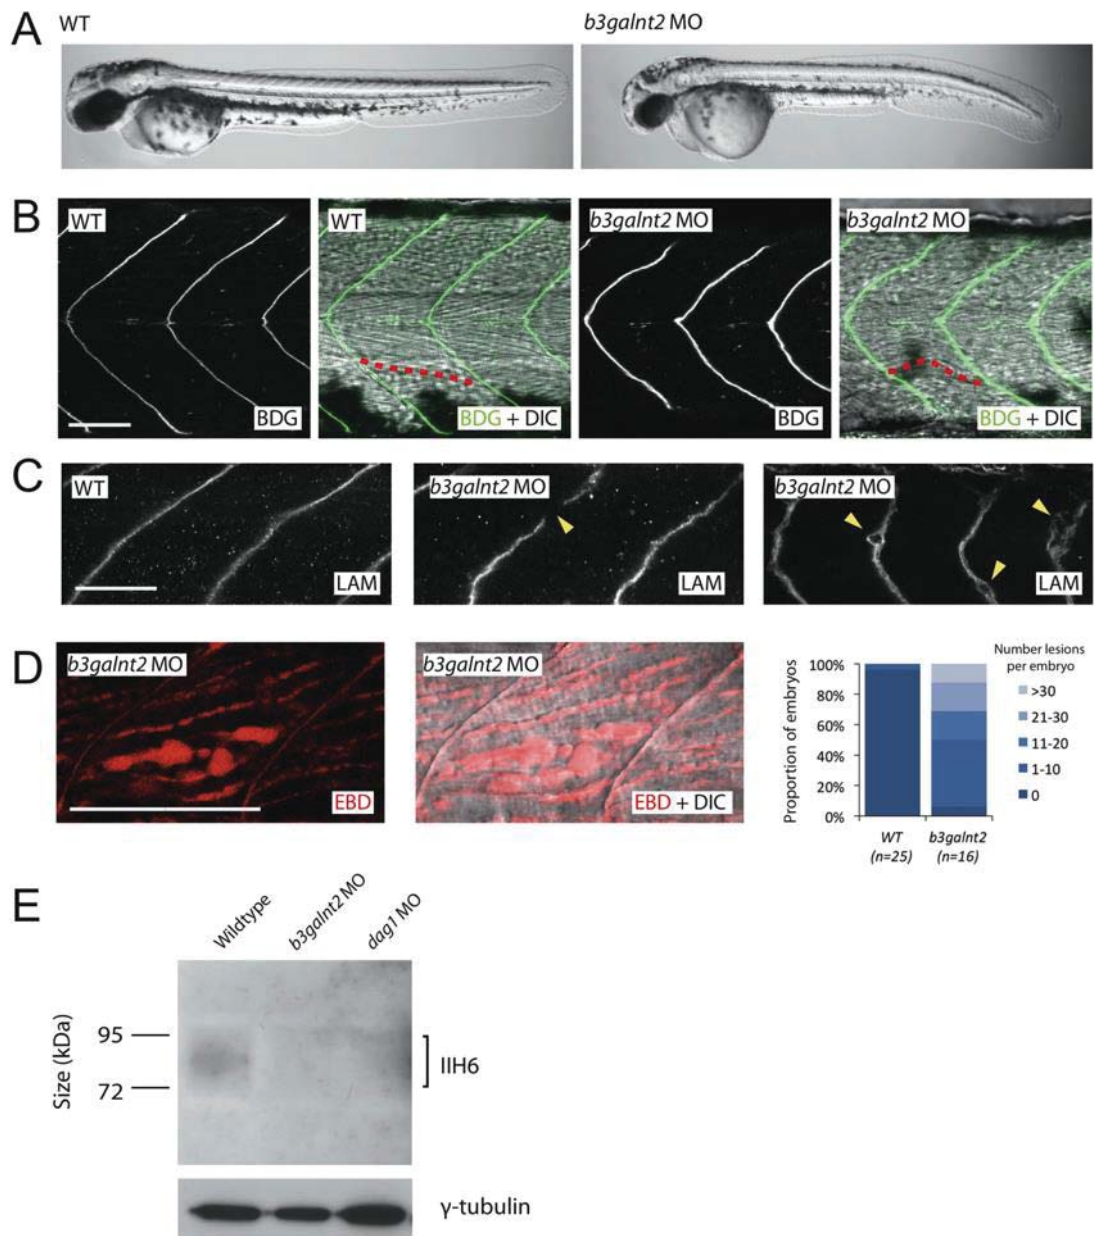 A
WT
b3galnt2 MO
B
WT
BDG
WT
BDG + DIC
b3galnt2 MO
BDG
b3galnt2 MO
BDG + DIC
C
WT
LAM
b3galnt2 MO
LAM
b3galnt2 MO
LAM
D
b3galnt2 MO
EBD
b3galnt2 MO
EBD + DIC
Proportion of embryos
100%
80%
60%
40%
20%
0%
WT
(n=25)
b3galnt2
(n=16)
Number lesions
per embryo
>30
21-30
11-20
1-10
0
E
Wildtype
b3galnt2 MO
dag1 MO
Size (kDa)
95
72
IIH6
γ-tubulin